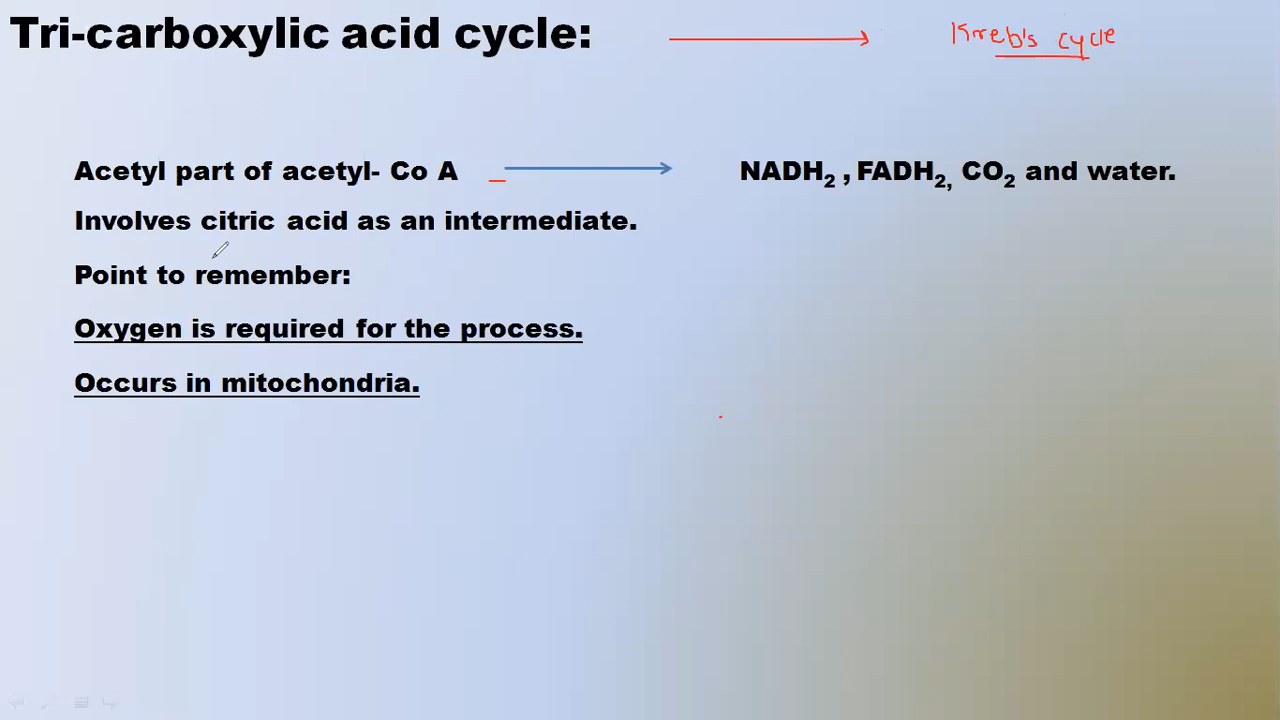 Tri-carboxylic acid cycle: Kreb's cycle
Acetyl part of acetyl- Co A NADH₂ , FADH₂, CO₂ and water.
Involves citric acid as an intermediate.
Point to remember:
Oxygen is required for the process.
Occurs in mitochondria.